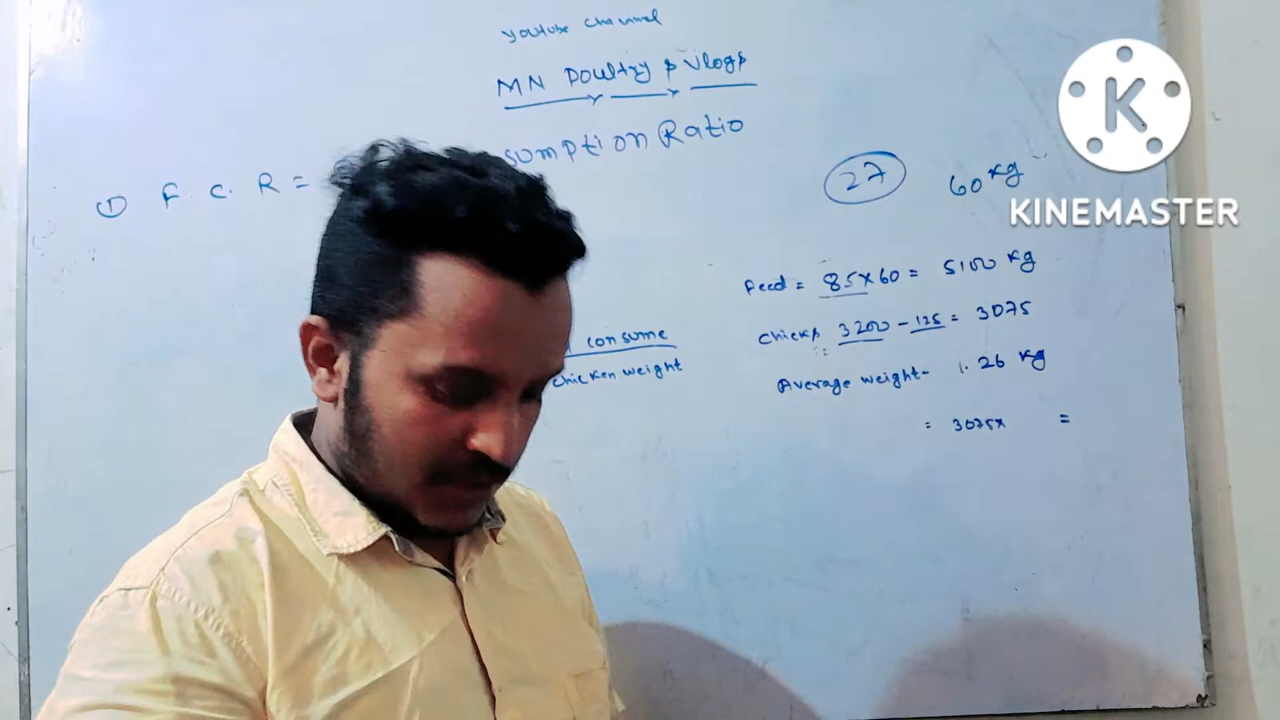 youtube channel
MN Poultry & Vlogs
① F. C. R = sumption Ratio
27 60 kg
K
KINEMASTER
Feed = 85x60 = 5100 kg
consume
chicken weight
chicks 3200 - 125 = 3075
Average weight- 1.26 kg
= 3075x =